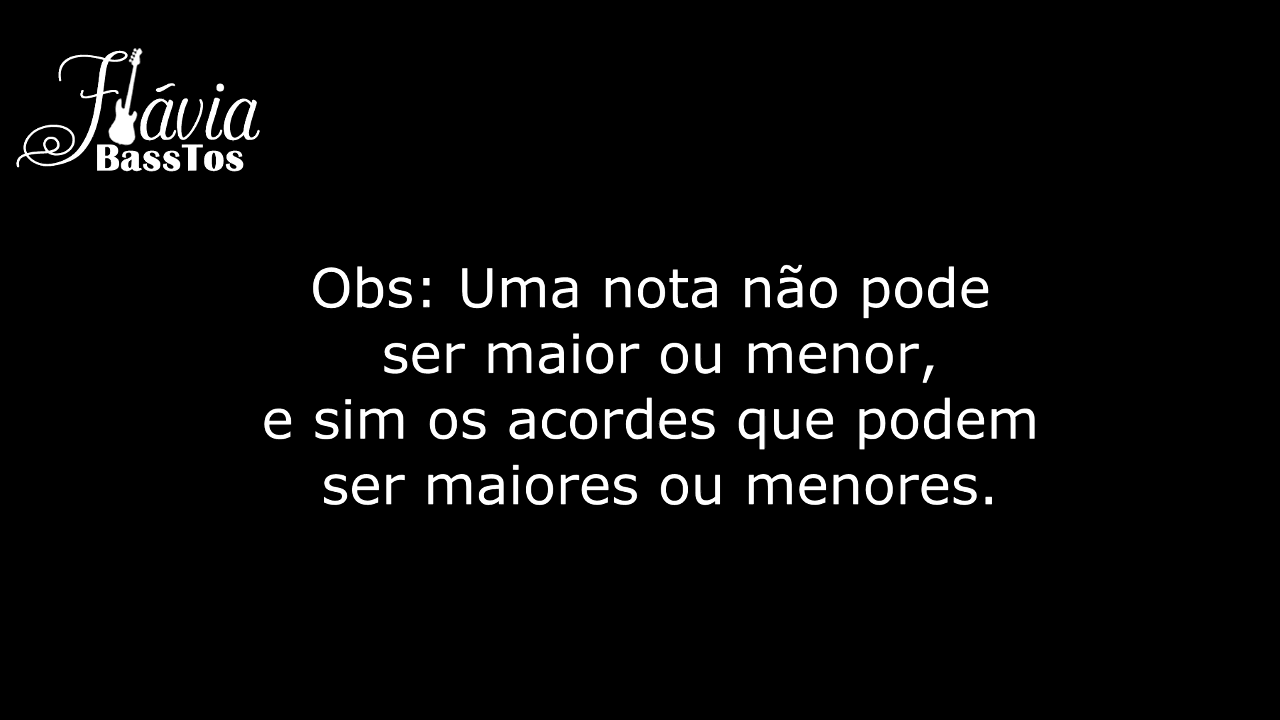 Flávia
BassTos
Obs: Uma nota não pode
ser maior ou menor,
e sim os acordes que podem
ser maiores ou menores.